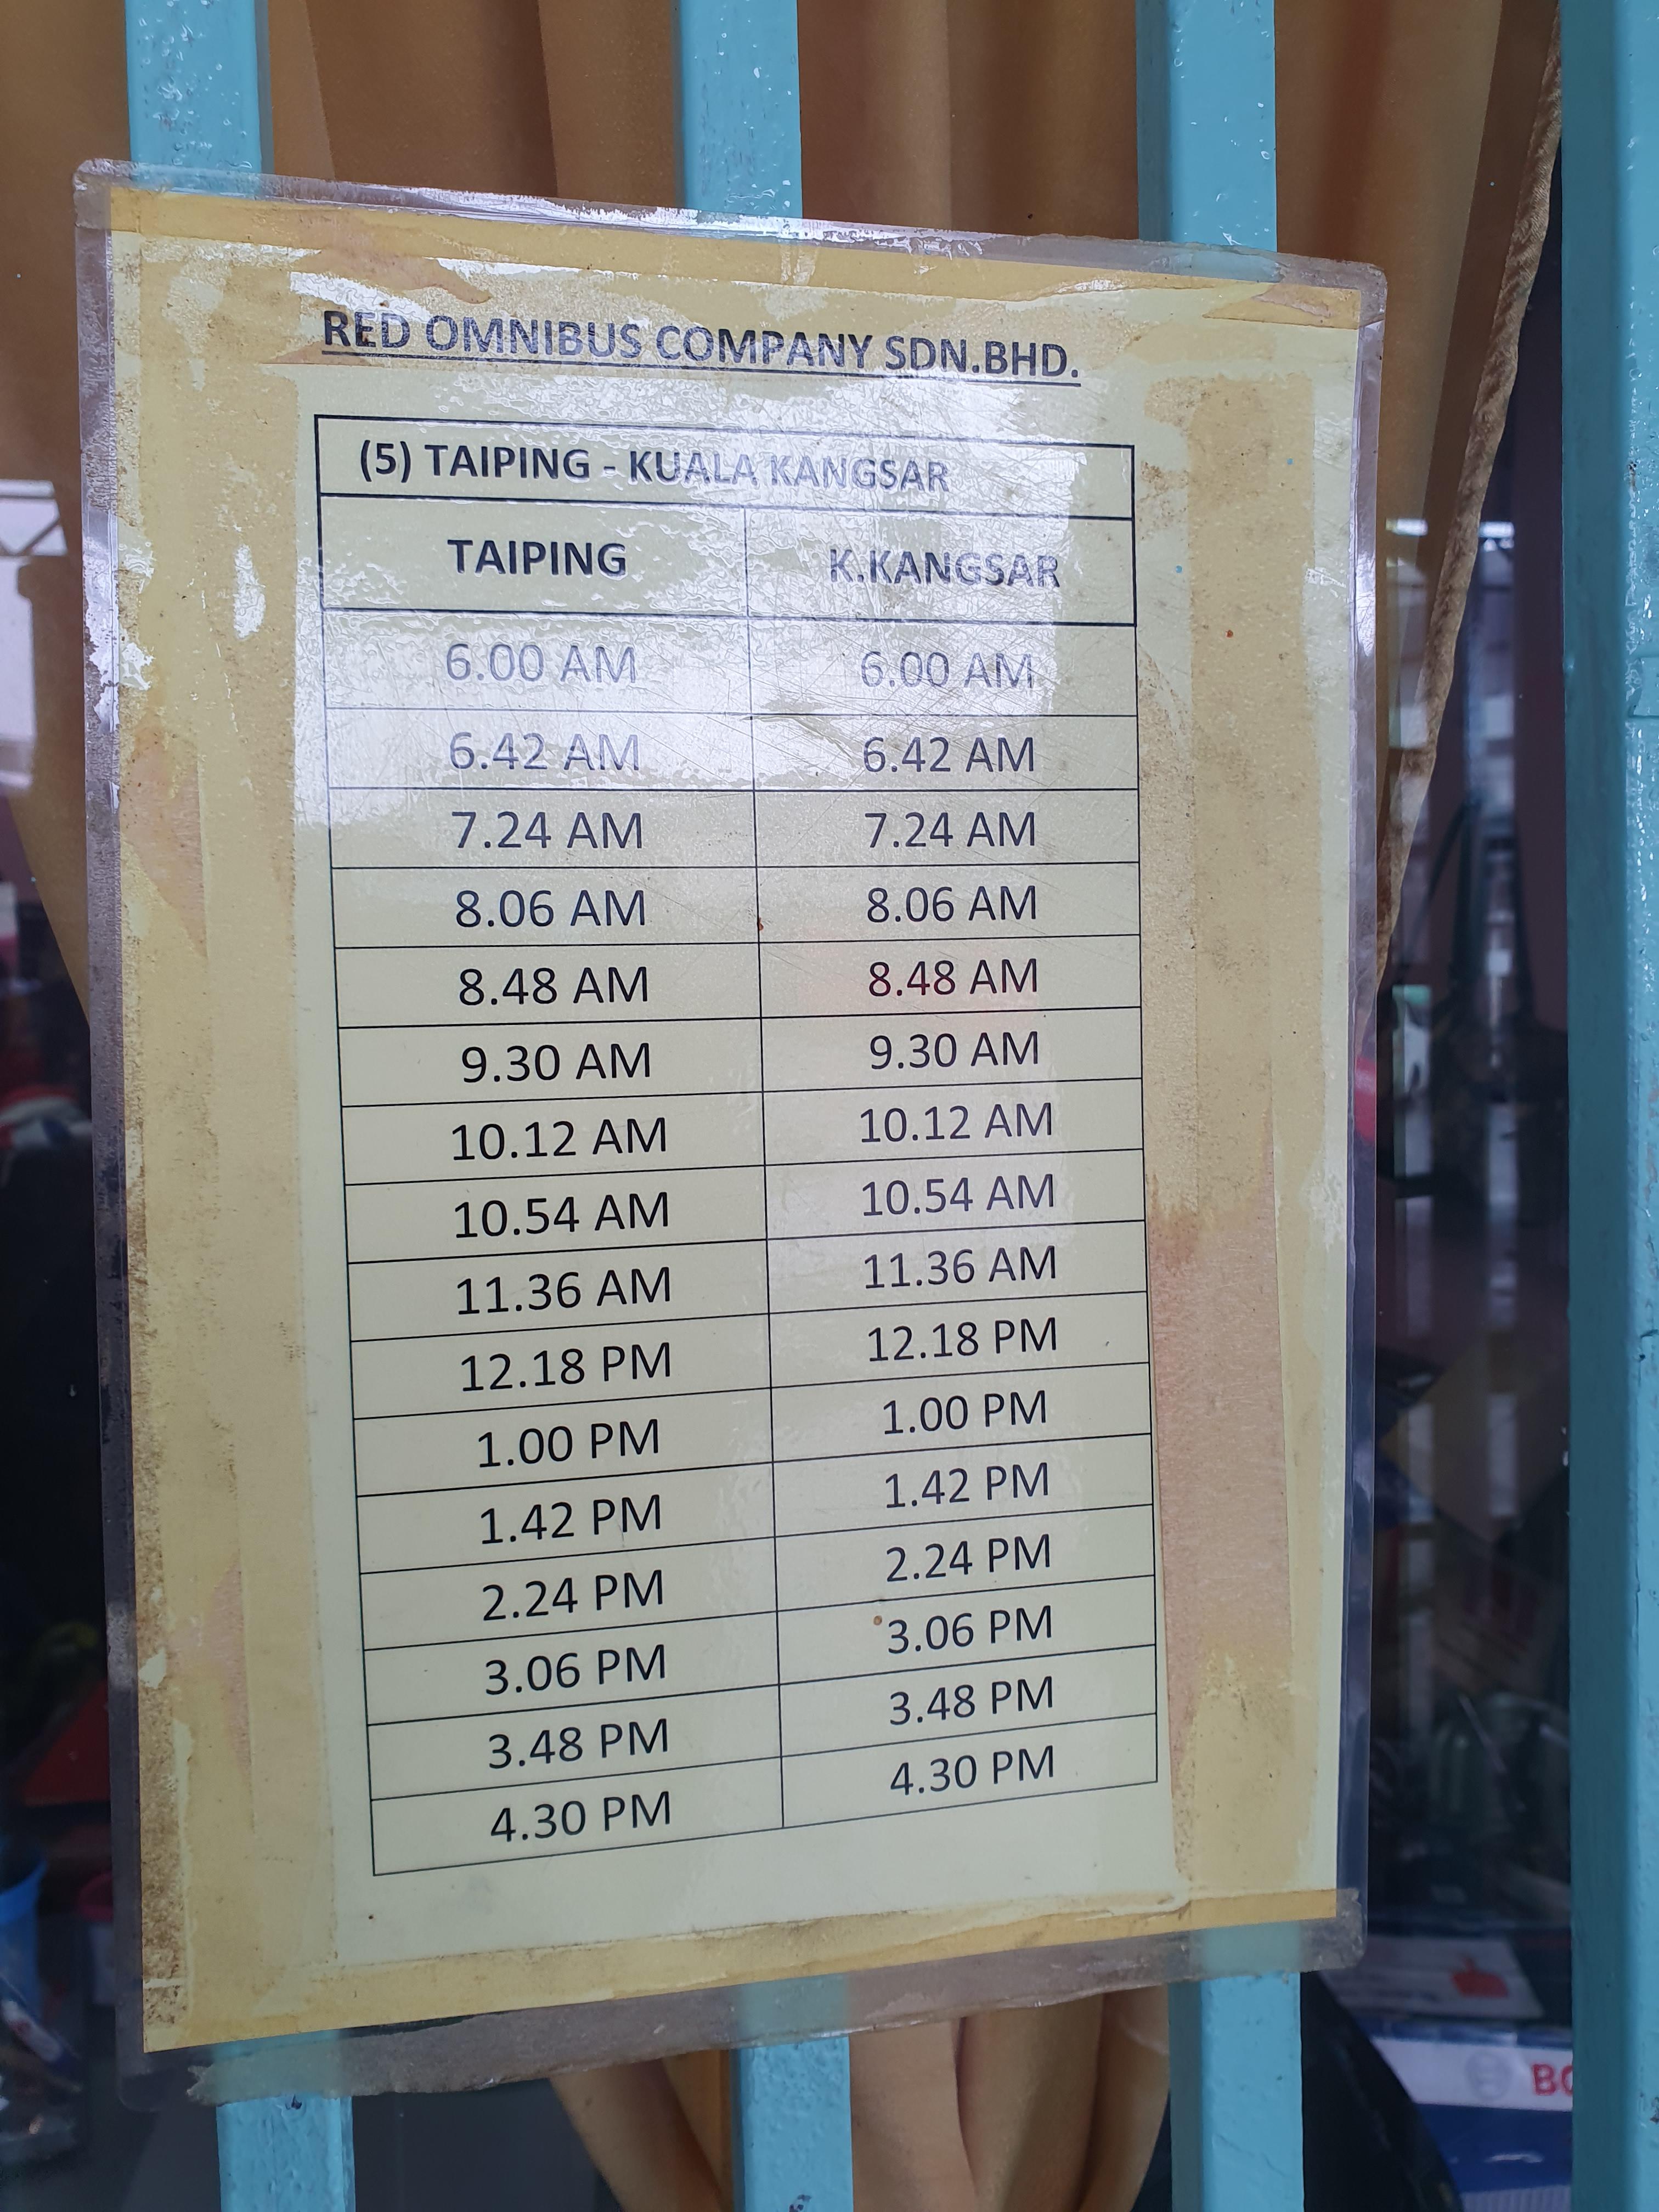 RED OMNIBUS COMPANY SDN.BHD.
(5) TAIPING - KUALA KANGSAR
TAIPING K.KANGSAR
6.00 AM 6.00 AM
6.42 AM 6.42 AM
7.24 AM 7.24 AM
8.06 AM 8.06 AM
8.48 AM 8.48 AM
9.30 AM 9.30 AM
10.12 AM 10.12 AM
10.54 AM 10.54 AM
11.36 AM 11.36 AM
12.18 PM 12.18 PM
1.00 PM 1.00 PM
1.42 PM 1.42 PM
2.24 PM 2.24 PM
3.06 PM 3.06 PM
3.48 PM 3.48 PM
4.30 PM 4.30 PM